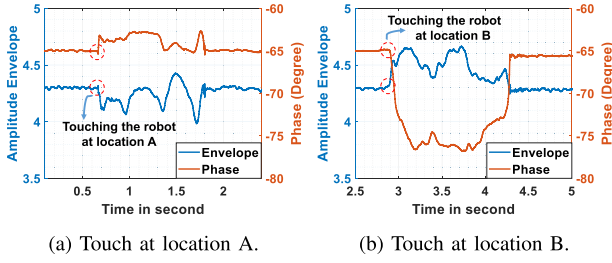 5
4.5
4
3.5
Amplitude Envelope
-60
-65
-70
-75
-80
Phase (Degree)
Touching the robot
at location A
Envelope
Phase
0.5
1
1.5
2
Time in second
(a) Touch at location A.
5
4.5
4
3.5
Amplitude Envelope
-60
-65
-70
-75
-80
Phase (Degree)
Touching the robot
at location B
Envelope
Phase
2.5
3
3.5
4
4.5
5
Time in second
(b) Touch at location B.